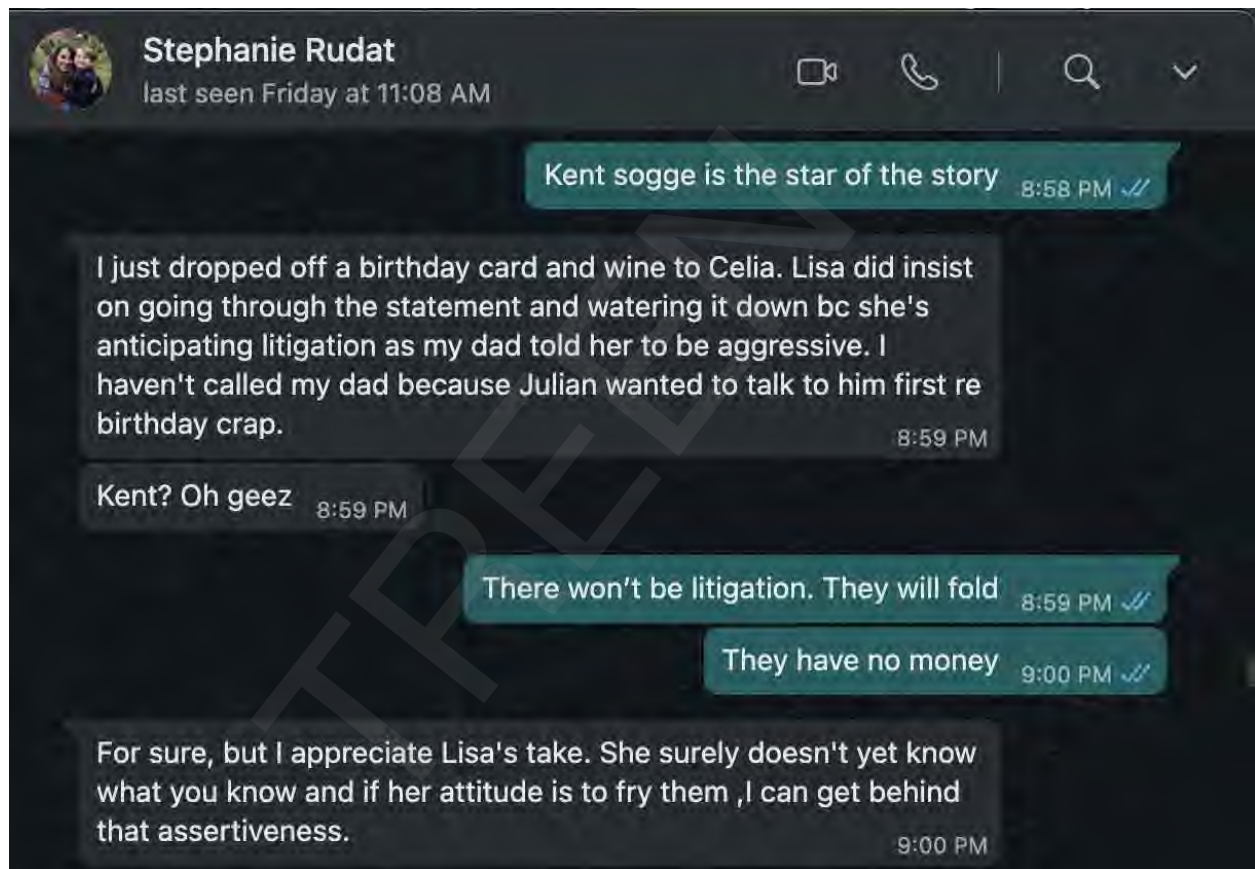 Stephanie Rudat
last seen Friday at 11:08 AM
Kent sogge is the star of the story 8:58 PM
I just dropped off a birthday card and wine to Celia. Lisa did insist
on going through the statement and watering it down bc she's
anticipating litigation as my dad told her to be aggressive. I
haven't called my dad because Julian wanted to talk to him first re
birthday crap.
8:59 PM
Kent? Oh geez 8:59 PM
There won't be litigation. They will fold 8:59 PM
They have no money 9:00 PM
For sure, but I appreciate Lisa's take. She surely doesn't yet know
what you know and if her attitude is to fry them ,I can get behind
that assertiveness.
9:00 PM